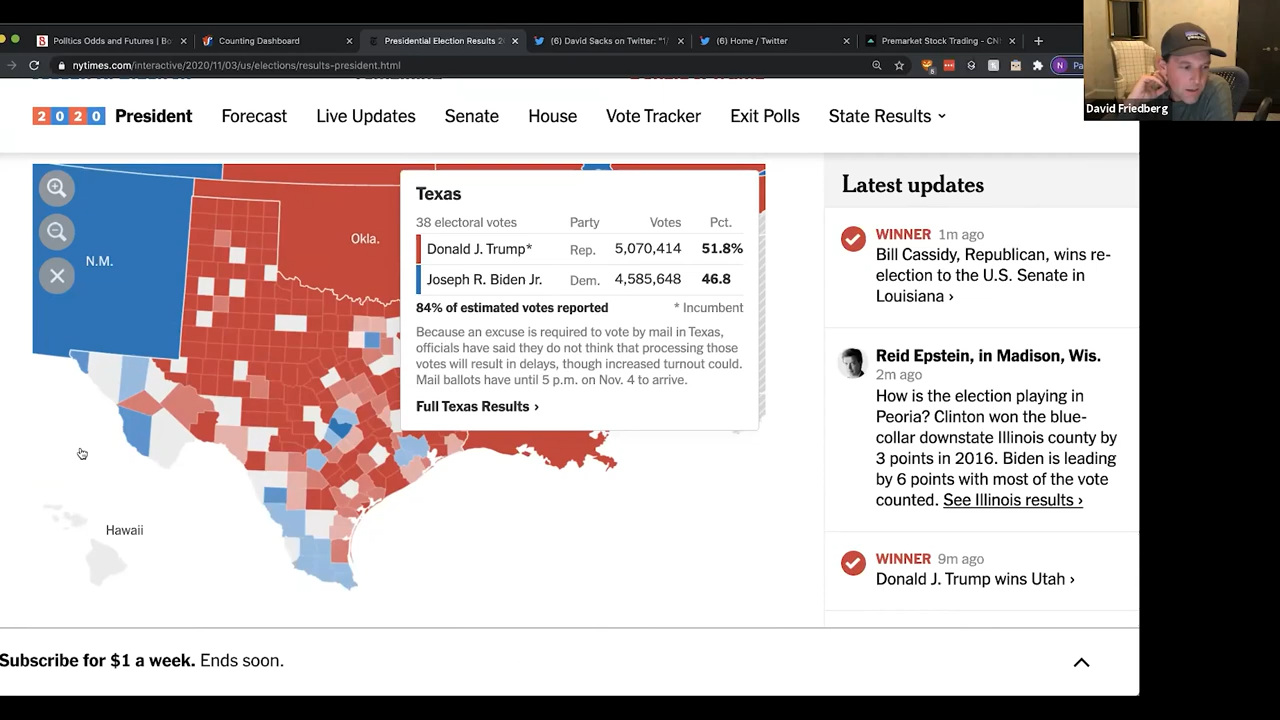 Politics Odds and Futures | Bo
Counting Dashboard
Presidential Election Results 2
(6) David Sacks on Twitter: "1/
(6) Home / Twitter
Premarket Stock Trading - CN
nytimes.com/interactive/2020/11/03/us/elections/results-president.html
N
Pa
David Friedberg
2020 President
Forecast
Live Updates
Senate
House
Vote Tracker
Exit Polls
State Results
N.M.
Okla.
Hawaii
Texas
38 electoral votes Party Votes Pct.
Donald J. Trump* Rep. 5,070,414 51.8%
Joseph R. Biden Jr. Dem. 4,585,648 46.8
84% of estimated votes reported * Incumbent
Because an excuse is required to vote by mail in Texas,
officials have said they do not think that processing those
votes will result in delays, though increased turnout could.
Mail ballots have until 5 p.m. on Nov. 4 to arrive.
Full Texas Results ›
Latest updates
WINNER 1m ago
Bill Cassidy, Republican, wins re-
election to the U.S. Senate in
Louisiana ›
Reid Epstein, in Madison, Wis.
2m ago
How is the election playing in
Peoria? Clinton won the blue-
collar downstate Illinois county by
3 points in 2016. Biden is leading
by 6 points with most of the vote
counted. See Illinois results ›
WINNER 9m ago
Donald J. Trump wins Utah ›
Subscribe for $1 a week. Ends soon.